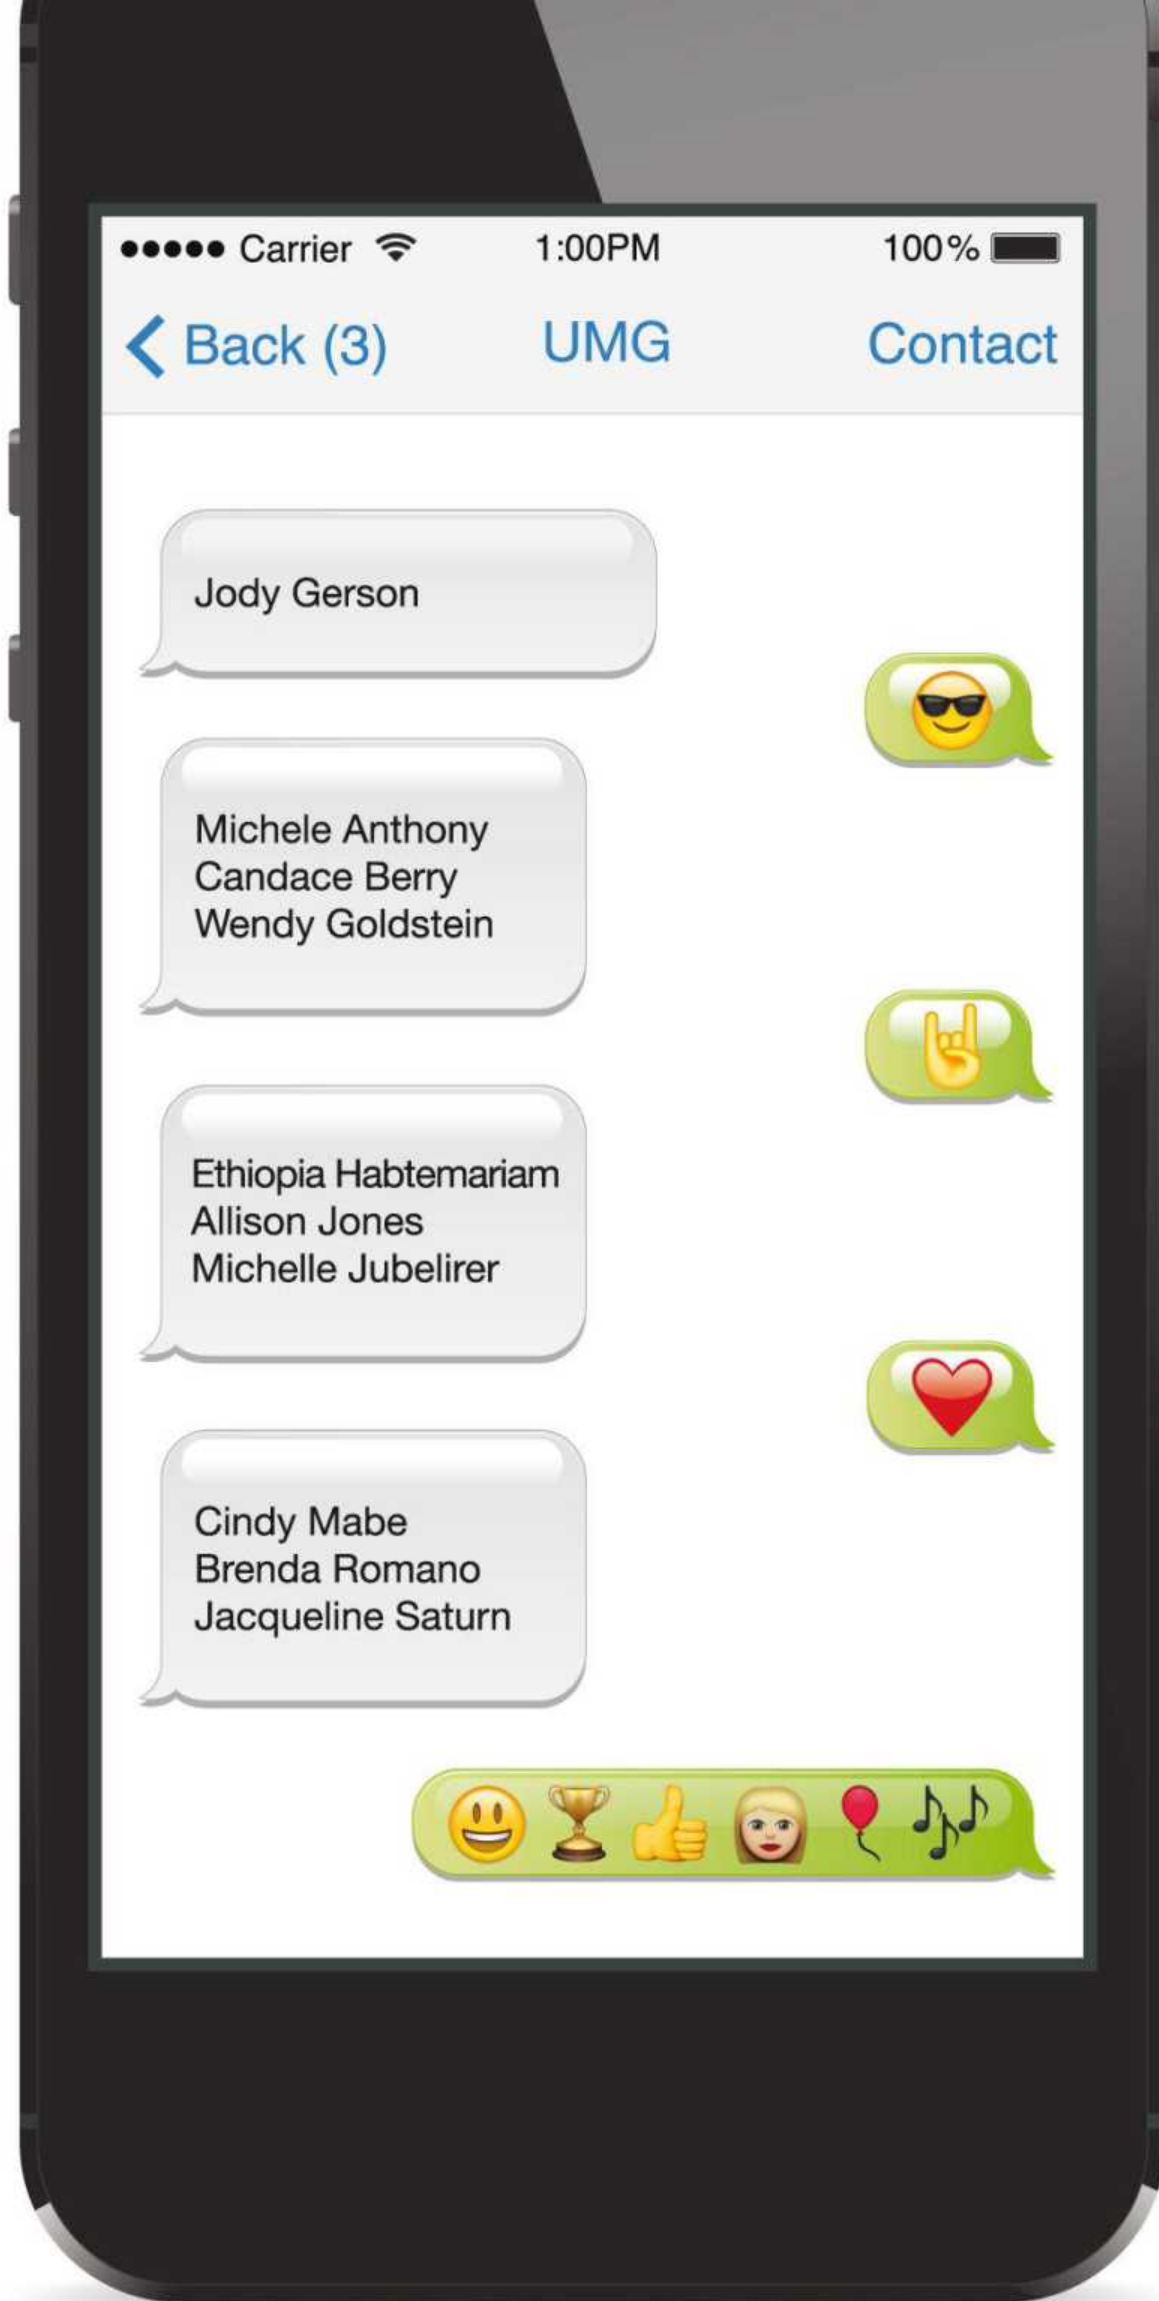 ••••• Carrier 1:00PM 100%
Back (3) UMG Contact
Jody Gerson
😎
Michele Anthony
Candace Berry
Wendy Goldstein
🤘
Ethiopia Habtemariam
Allison Jones
Michelle Jubelirer
❤️
Cindy Mabe
Brenda Romano
Jacqueline Saturn
😃🏆👍👩🎈🎶